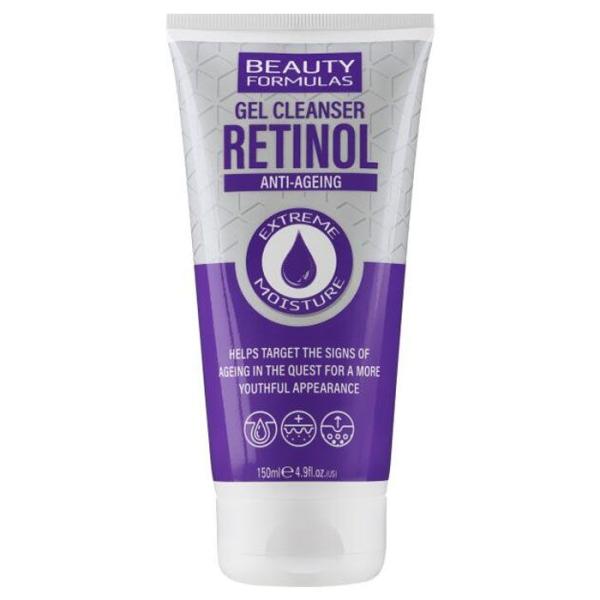 BEAUTY
FORMULAS
GEL CLEANSER
RETINOL
ANTI-AGEING
EXTREME
MOISTURE
HELPS TARGET THE SIGNS OF
AGEING IN THE QUEST FOR A MORE
YOUTHFUL APPEARANCE
150ml℮4.9fl.oz.(US)